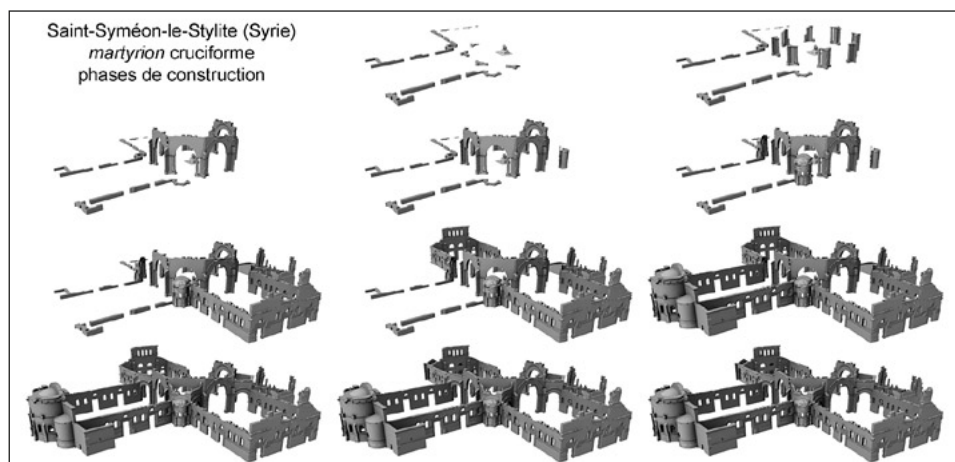 Saint-Syméon-le-Stylite (Syrie)
martyrion cruciforme
phases de construction